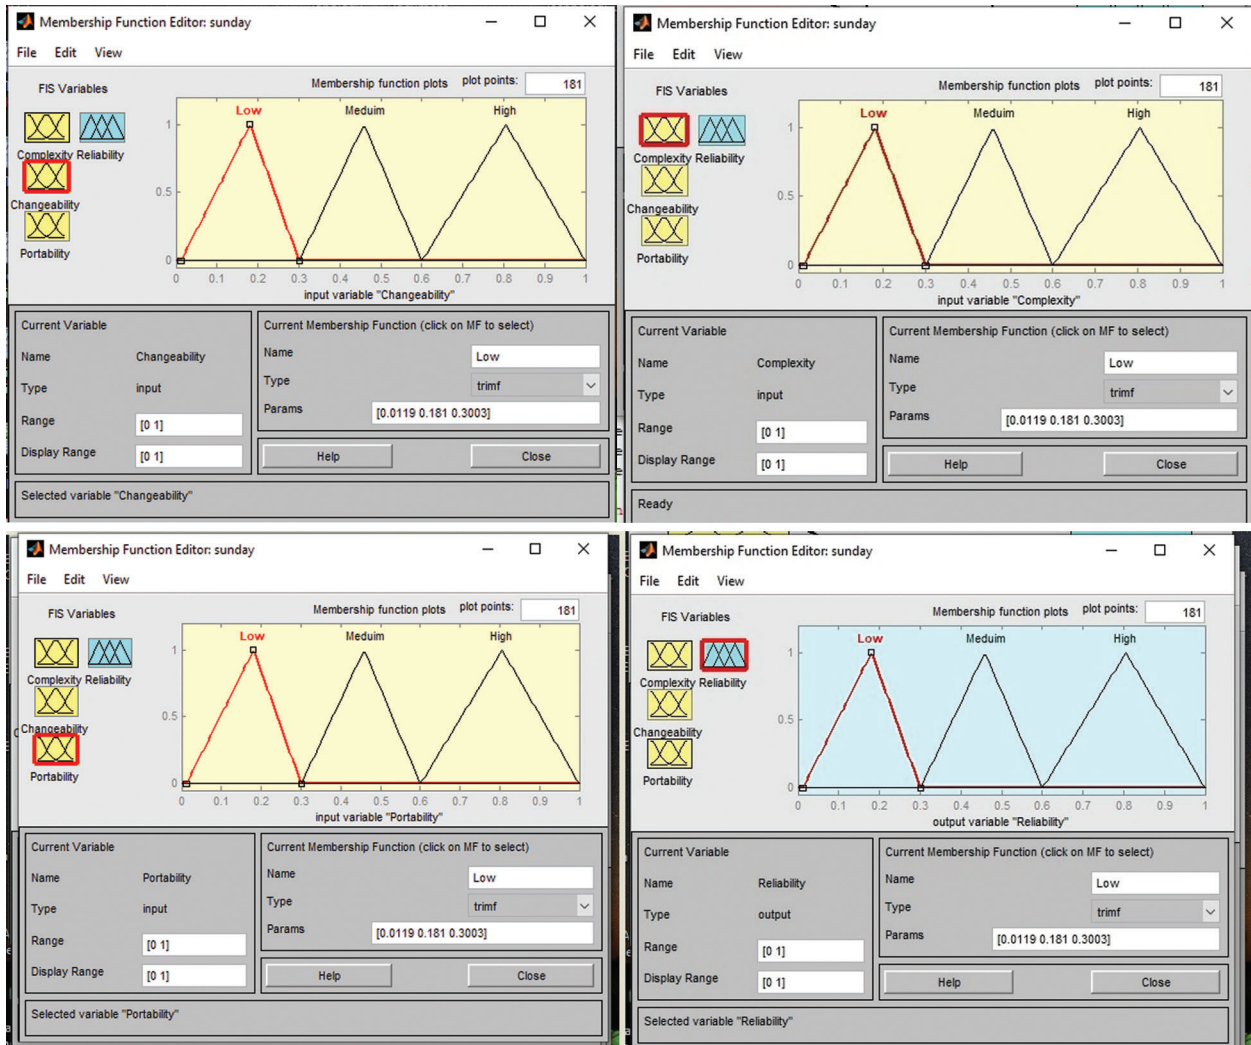 Membership Function Editor: sunday
File Edit View
FIS Variables
Membership function plots plot points: 181
Low Meduim High
Complexity Reliability
Changeability
Portability
1
0.5
0
0 0.1 0.2 0.3 0.4 0.5 0.6 0.7 0.8 0.9 1
input variable "Changeability"
Current Variable
Name Changeability
Type input
Range [0 1]
Display Range [0 1]
Current Membership Function (click on MF to select)
Name Low
Type trimf
Params [0.0119 0.181 0.3003]
Help Close
Selected variable "Changeability"
Membership Function Editor: sunday
File Edit View
FIS Variables
Membership function plots plot points: 181
Low Meduim High
Complexity Reliability
Changeability
Portability
1
0.5
0
0 0.1 0.2 0.3 0.4 0.5 0.6 0.7 0.8 0.9 1
input variable "Complexity"
Current Variable
Name Complexity
Type input
Range [0 1]
Display Range [0 1]
Current Membership Function (click on MF to select)
Name Low
Type trimf
Params [0.0119 0.181 0.3003]
Help Close
Ready
Membership Function Editor: sunday
File Edit View
FIS Variables
Membership function plots plot points: 181
Low Meduim High
Complexity Reliability
Changeability
Portability
1
0.5
0
0 0.1 0.2 0.3 0.4 0.5 0.6 0.7 0.8 0.9 1
input variable "Portability"
Current Variable
Name Portability
Type input
Range [0 1]
Display Range [0 1]
Current Membership Function (click on MF to select)
Name Low
Type trimf
Params [0.0119 0.181 0.3003]
Help Close
Selected variable "Portability"
Membership Function Editor: sunday
File Edit View
FIS Variables
Membership function plots plot points: 181
Low Meduim High
Complexity Reliability
Changeability
Portability
1
0.5
0
0 0.1 0.2 0.3 0.4 0.5 0.6 0.7 0.8 0.9 1
output variable "Reliability"
Current Variable
Name Reliability
Type output
Range [0 1]
Display Range [0 1]
Current Membership Function (click on MF to select)
Name Low
Type trimf
Params [0.0119 0.181 0.3003]
Help Close
Selected variable "Reliability"